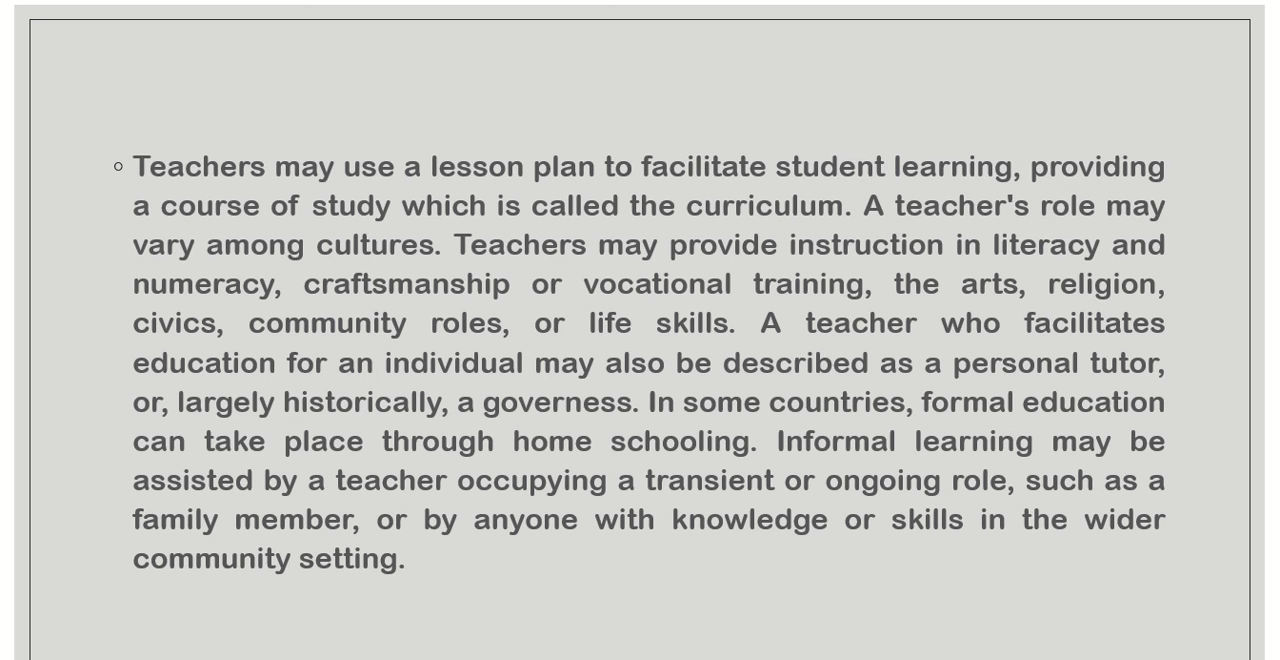 Teachers may use a lesson plan to facilitate student learning, providing
a course of study which is called the curriculum. A teacher's role may
vary among cultures. Teachers may provide instruction in literacy and
numeracy, craftsmanship or vocational training, the arts, religion,
civics, community roles, or life skills. A teacher who facilitates
education for an individual may also be described as a personal tutor,
or, largely historically, a governess. In some countries, formal education
can take place through home schooling. Informal learning may be
assisted by a teacher occupying a transient or ongoing role, such as a
family member, or by anyone with knowledge or skills in the wider
community setting.